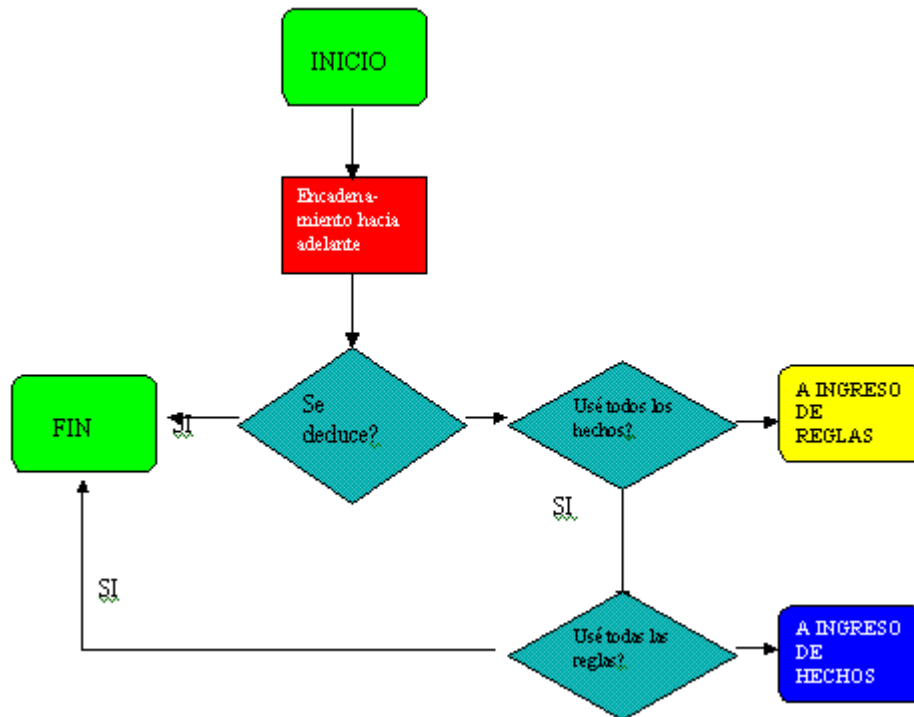 INICIO
Encadena-
miento hacia
adelante
Se
deduce?
SI
FIN
Usé todos los
hechos?
A INGRESO
DE
REGLAS
SI
SI
Usé todas las
reglas?
A INGRESO
DE
HECHOS